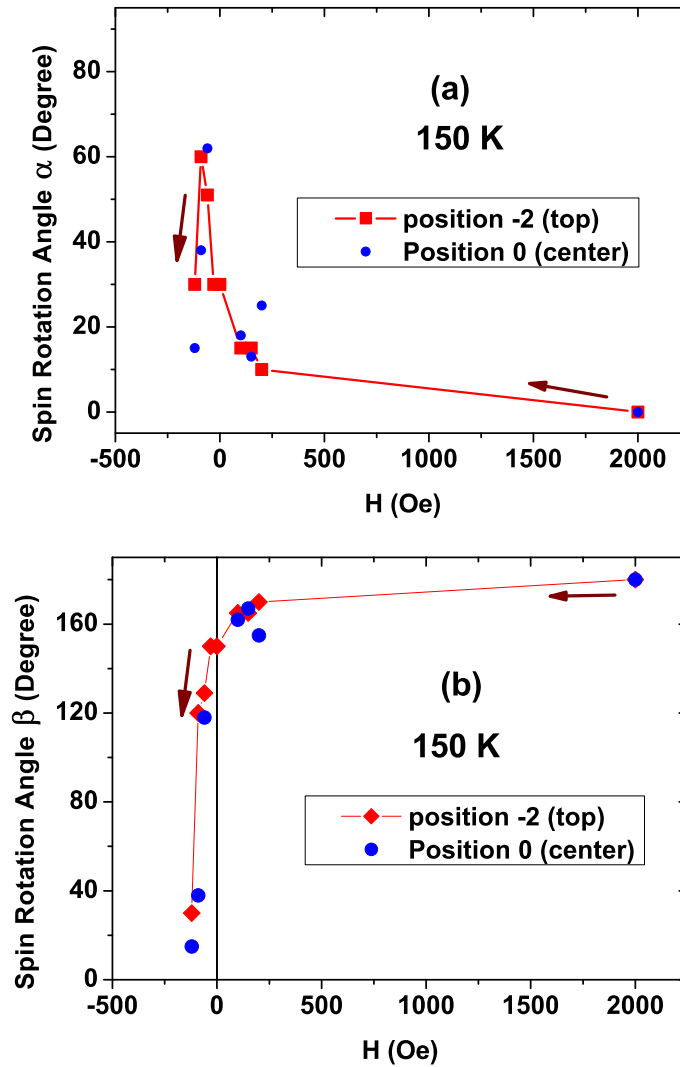 (a)
150 K
position -2 (top)
Position 0 (center)
Spin Rotation Angle α (Degree)
80
60
40
20
0
-500
0
500
1000
1500
2000
H (Oe)
(b)
150 K
position -2 (top)
Position 0 (center)
Spin Rotation Angle β (Degree)
160
120
80
40
0
-500
0
500
1000
1500
2000
H (Oe)